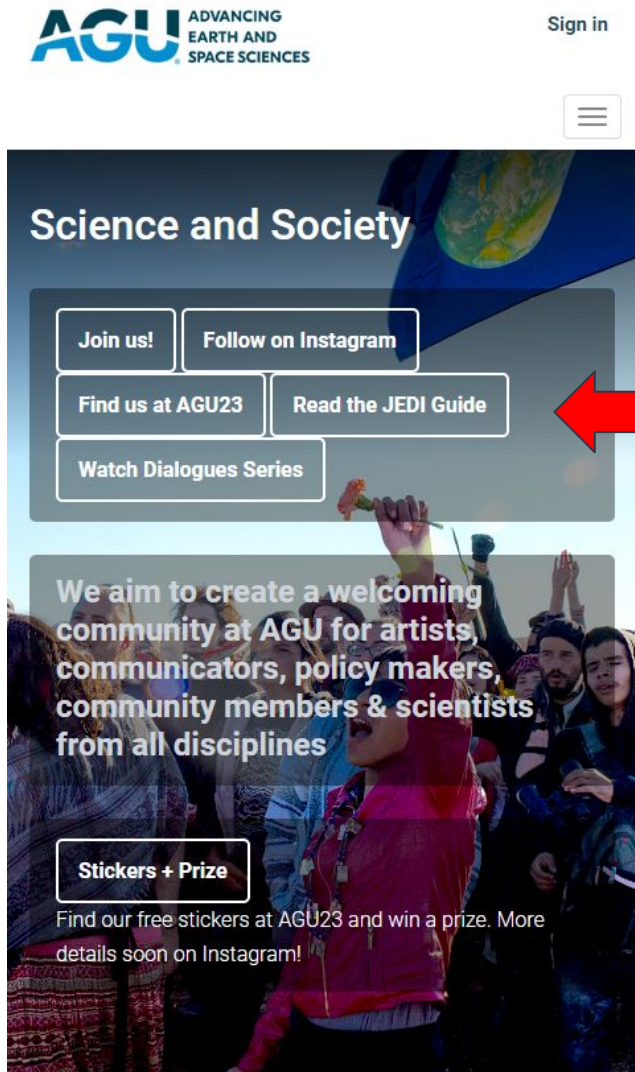 AGU
ADVANCING
EARTH AND
SPACE SCIENCES
Sign in
Science and Society
Join us!
Follow on Instagram
Find us at AGU23
Read the JEDI Guide
Watch Dialogues Series
We aim to create a welcoming
community at AGU for artists,
communicators, policy makers,
community members & scientists
from all disciplines
Stickers + Prize
Find our free stickers at AGU23 and win a prize. More
details soon on Instagram!